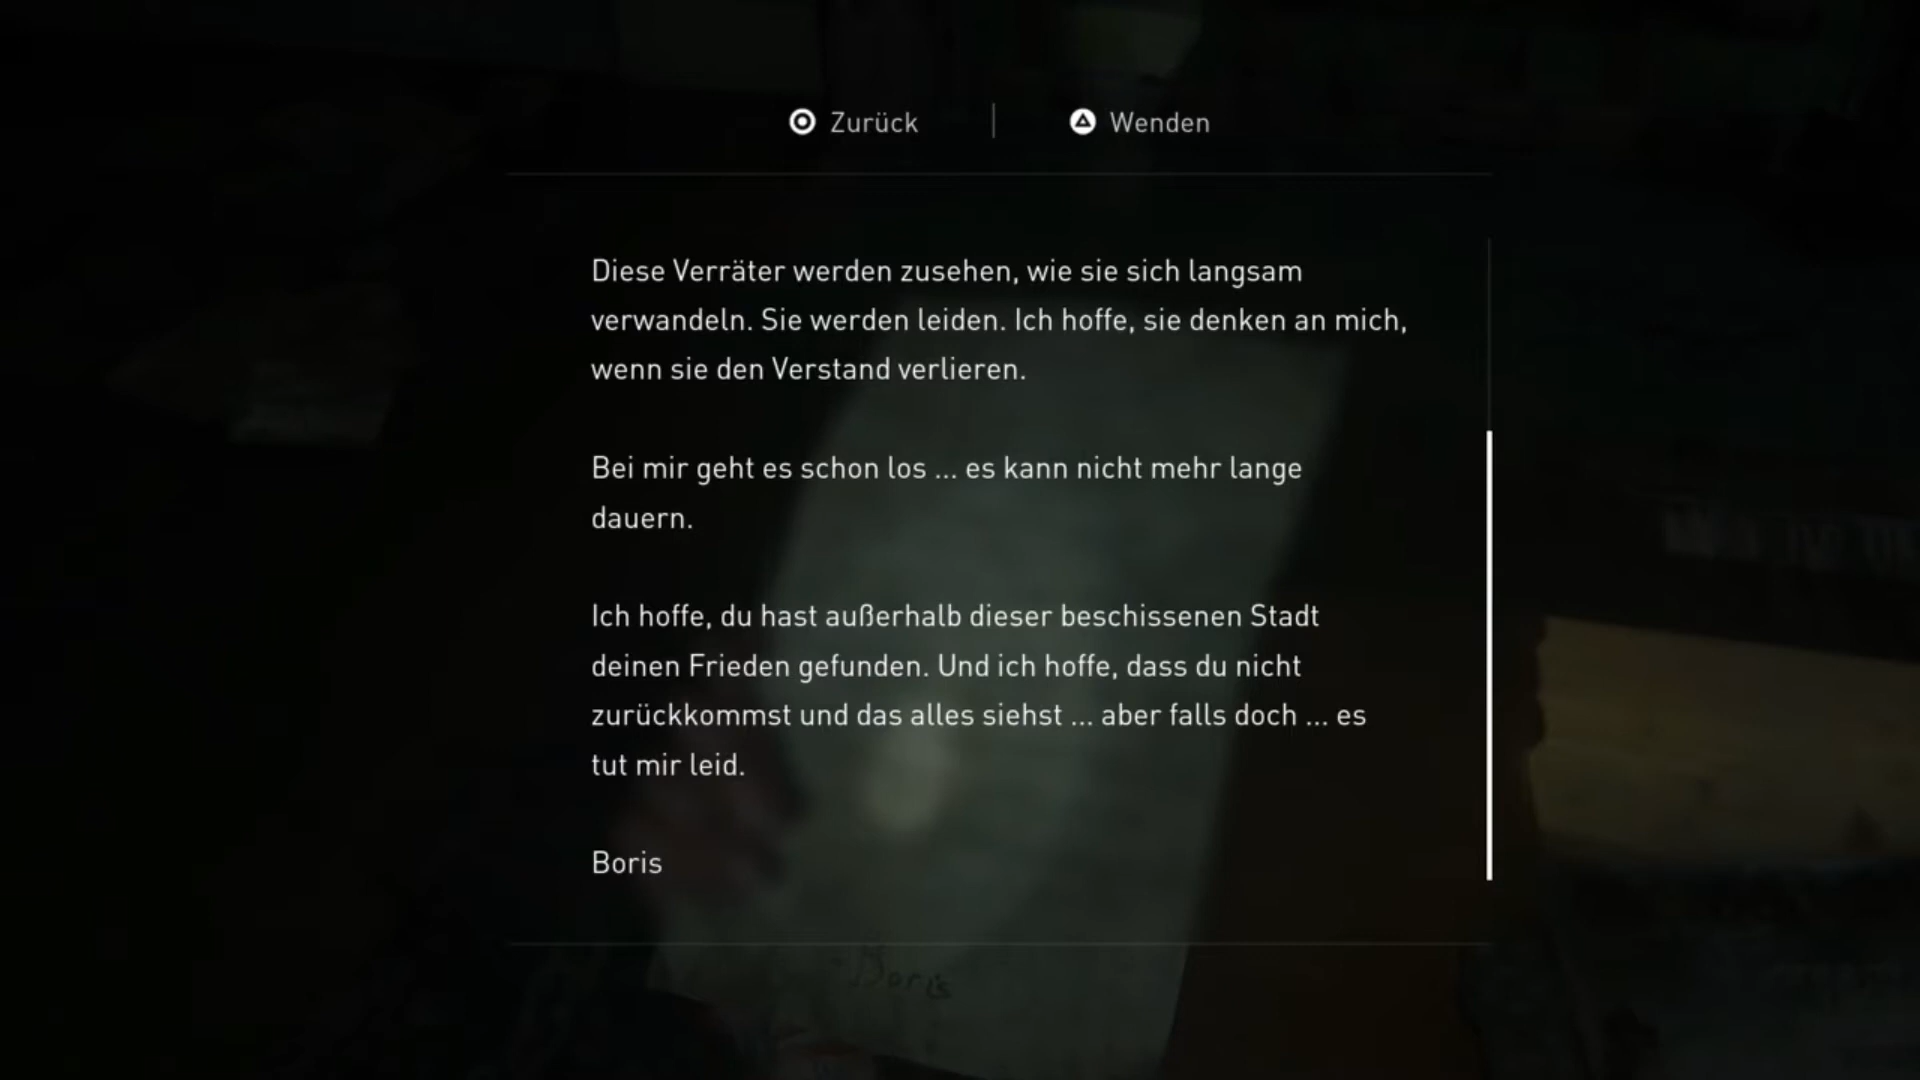 Zurück | Wenden
Diese Verräter werden zusehen, wie sie sich langsam
verwandeln. Sie werden leiden. Ich hoffe, sie denken an mich,
wenn sie den Verstand verlieren.
Bei mir geht es schon los ... es kann nicht mehr lange
dauern.
Ich hoffe, du hast außerhalb dieser beschissenen Stadt
deinen Frieden gefunden. Und ich hoffe, dass du nicht
zurückkommst und das alles siehst ... aber falls doch ... es
tut mir leid.
Boris
-Boris